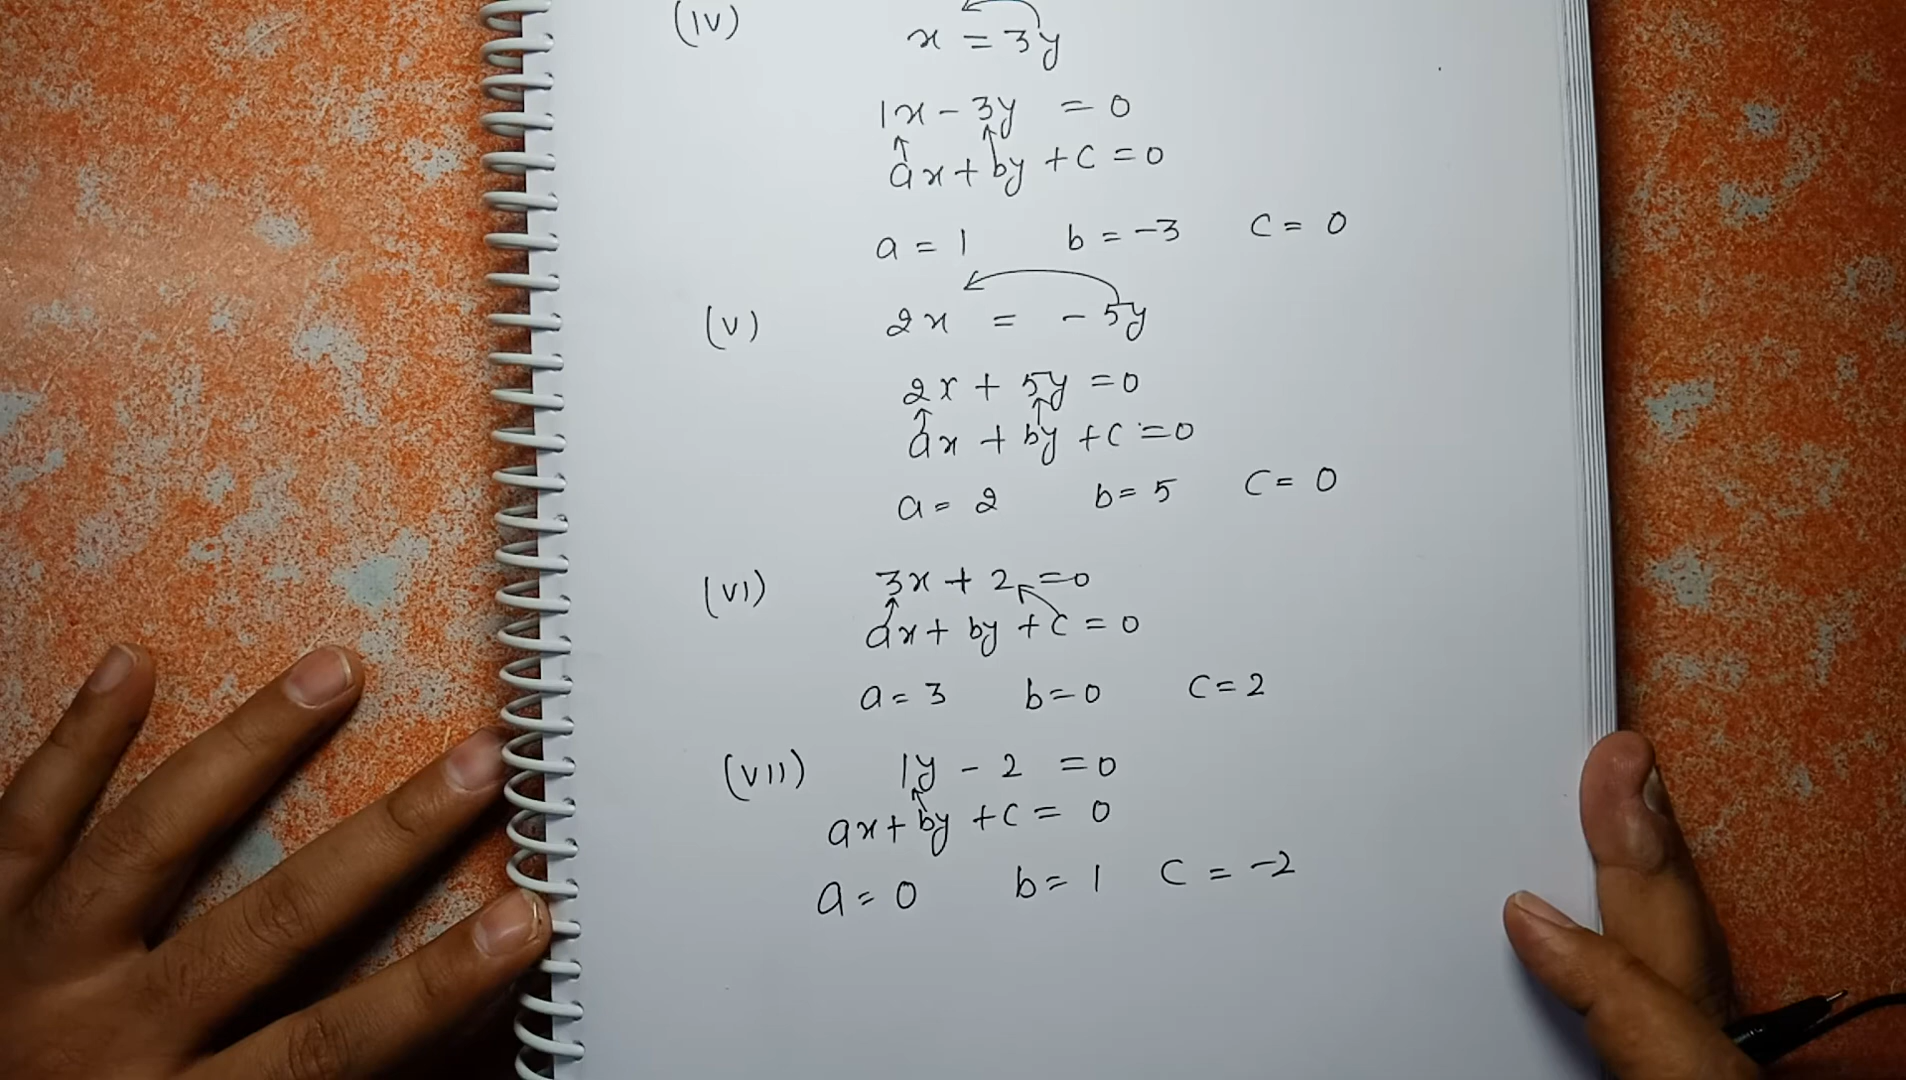 (iv) x = 3y
1x - 3y = 0
ax + by + c = 0
a = 1 b = -3 c = 0
(v) 2x = - 5y
2x + 5y = 0
ax + by + c = 0
a = 2 b = 5 c = 0
(vi) 3x + 2 = 0
ax + by + c = 0
a = 3 b = 0 c = 2
(vii) 1y - 2 = 0
ax + by + c = 0
a = 0 b = 1 c = -2